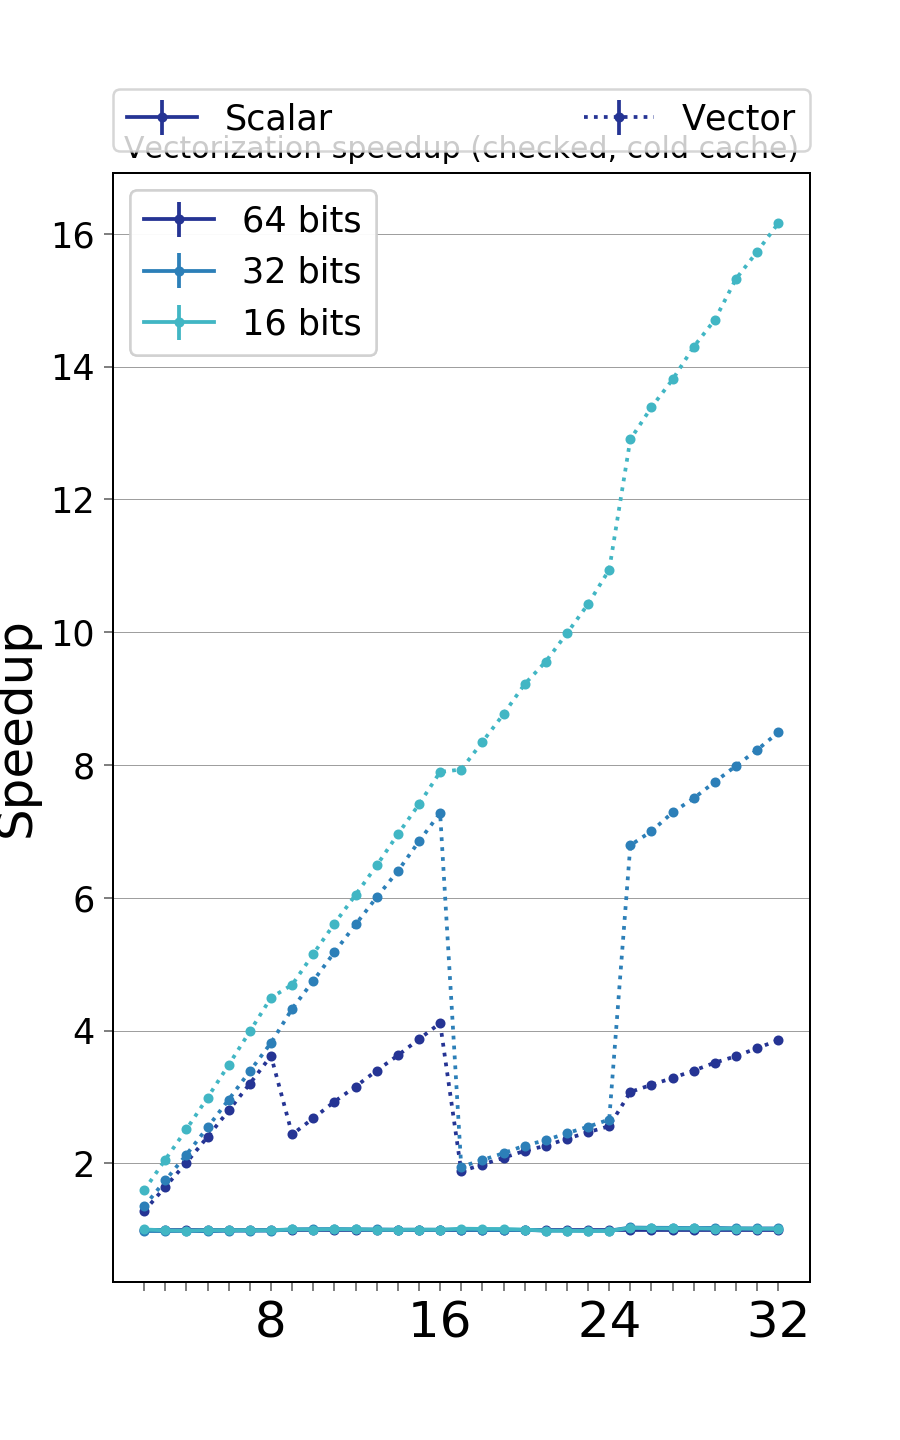 Scalar Vector
Vectorization speedup (checked, cold cache)
64 bits
32 bits
16 bits
16
14
12
10
8
6
4
2
Speedup
8 16 24 32